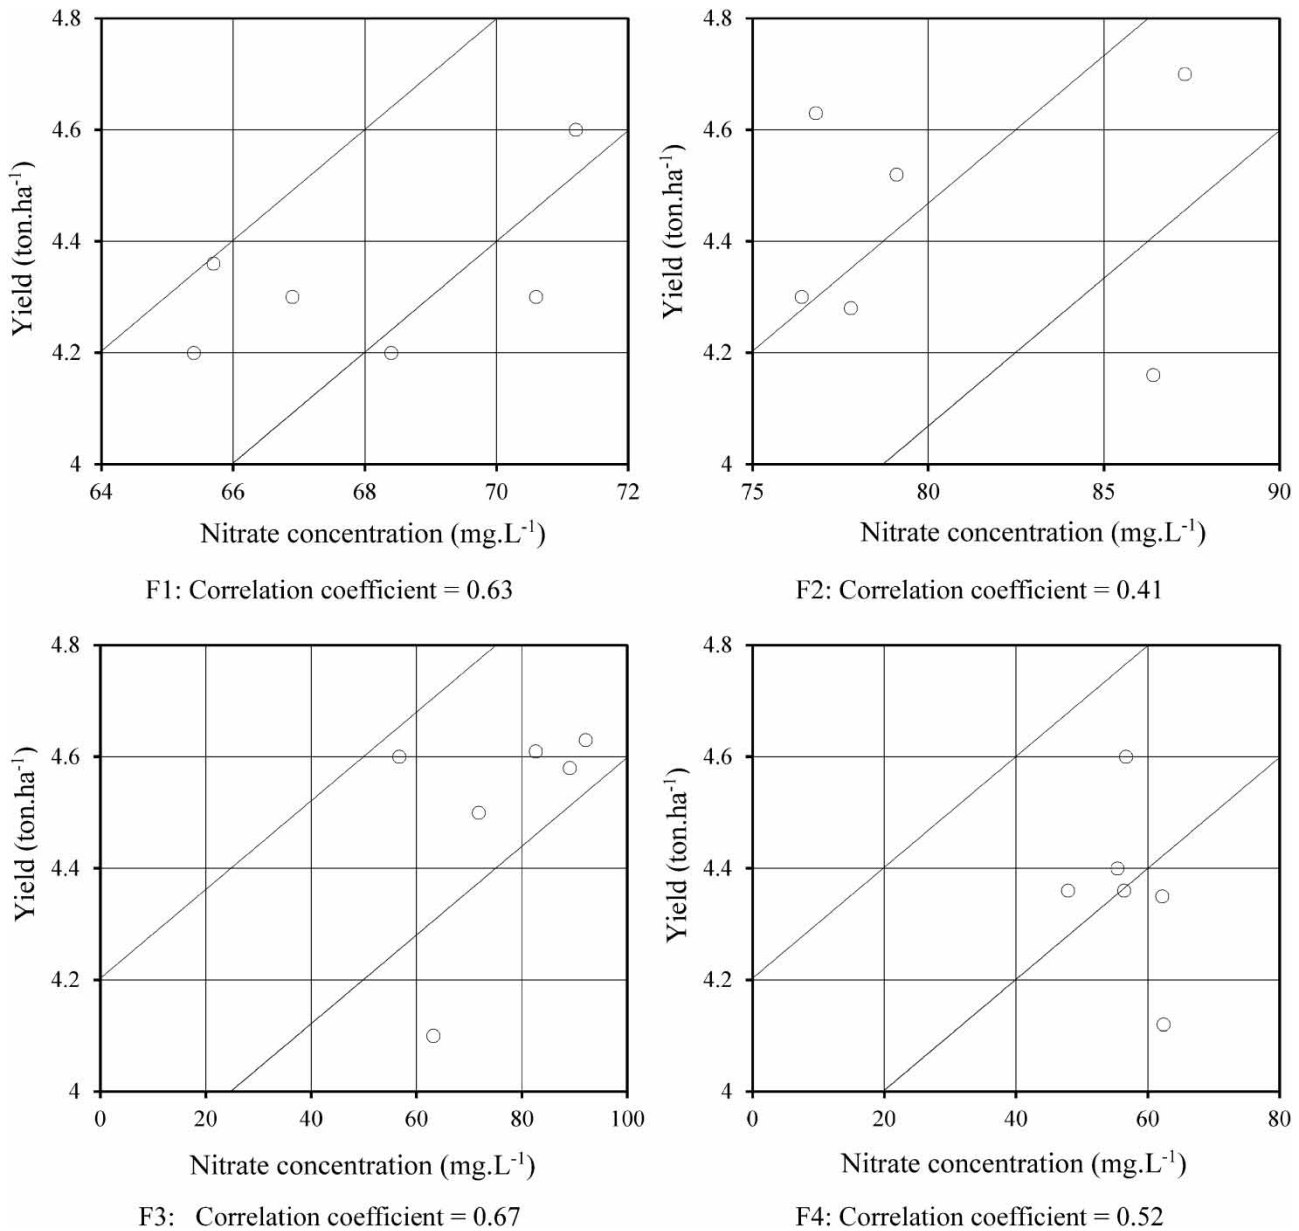 4.8
4.6
4.4
4.2
4
64 66 68 70 72
Yield (ton.ha⁻¹)
Nitrate concentration (mg.L⁻¹)
F1: Correlation coefficient = 0.63
4.8
4.6
4.4
4.2
4
75 80 85 90
Yield (ton.ha⁻¹)
Nitrate concentration (mg.L⁻¹)
F2: Correlation coefficient = 0.41
4.8
4.6
4.4
4.2
4
0 20 40 60 80 100
Yield (ton.ha⁻¹)
Nitrate concentration (mg.L⁻¹)
F3: Correlation coefficient = 0.67
4.8
4.6
4.4
4.2
4
0 20 40 60 80
Yield (ton.ha⁻¹)
Nitrate concentration (mg.L⁻¹)
F4: Correlation coefficient = 0.52